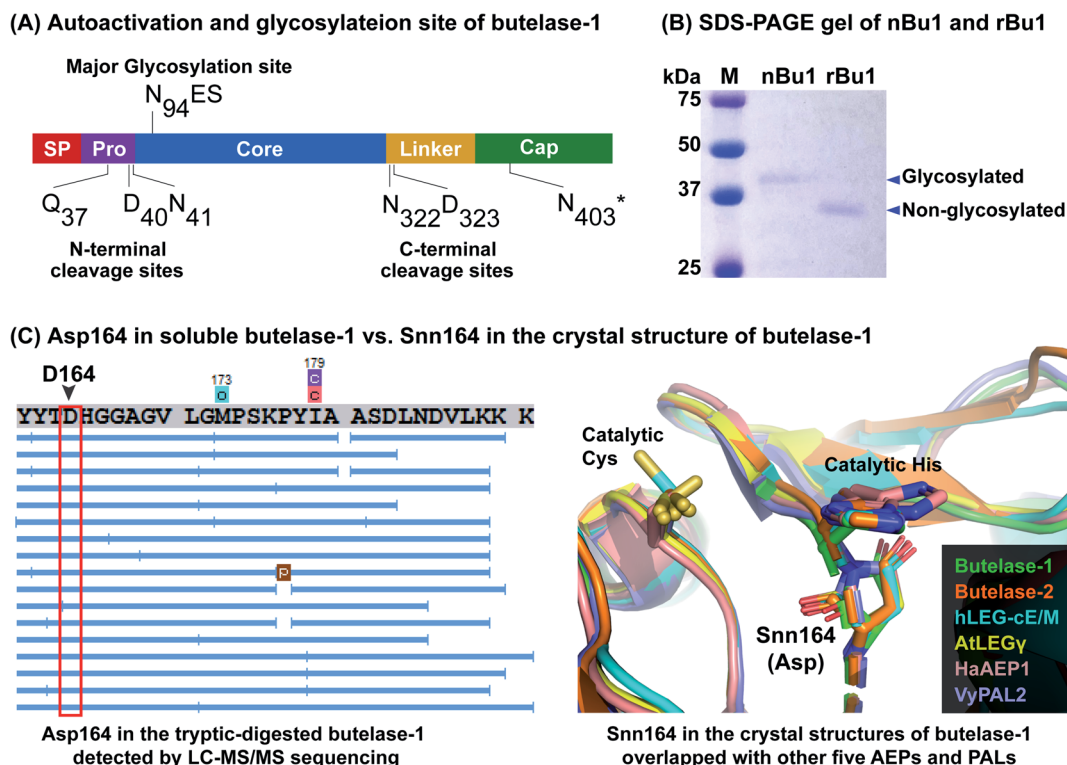 (A) Autoactivation and glycosylateion site of butelase-1
Major Glycosylation site
N94ES
SP Pro Core Linker Cap
Q37 D40N41 N322D323 N403*
N-terminal
cleavage sites
C-terminal
cleavage sites
(B) SDS-PAGE gel of nBu1 and rBu1
kDa M nBu1 rBu1
75
50
37
25
Glycosylated
Non-glycosylated
(C) Asp164 in soluble butelase-1 vs. Snn164 in the crystal structure of butelase-1
D164
173
179
o
c
c
YYTDHGGAGV LGMPSKPYIA ASDLNDVLKK K
P
Asp164 in the tryptic-digested butelase-1
detected by LC-MS/MS sequencing
Catalytic
Cys
Catalytic His
Snn164
(Asp)
Butelase-1
Butelase-2
hLEG-cE/M
AtLEGγ
HaAEP1
VyPAL2
Snn164 in the crystal structures of butelase-1
overlapped with other five AEPs and PALs